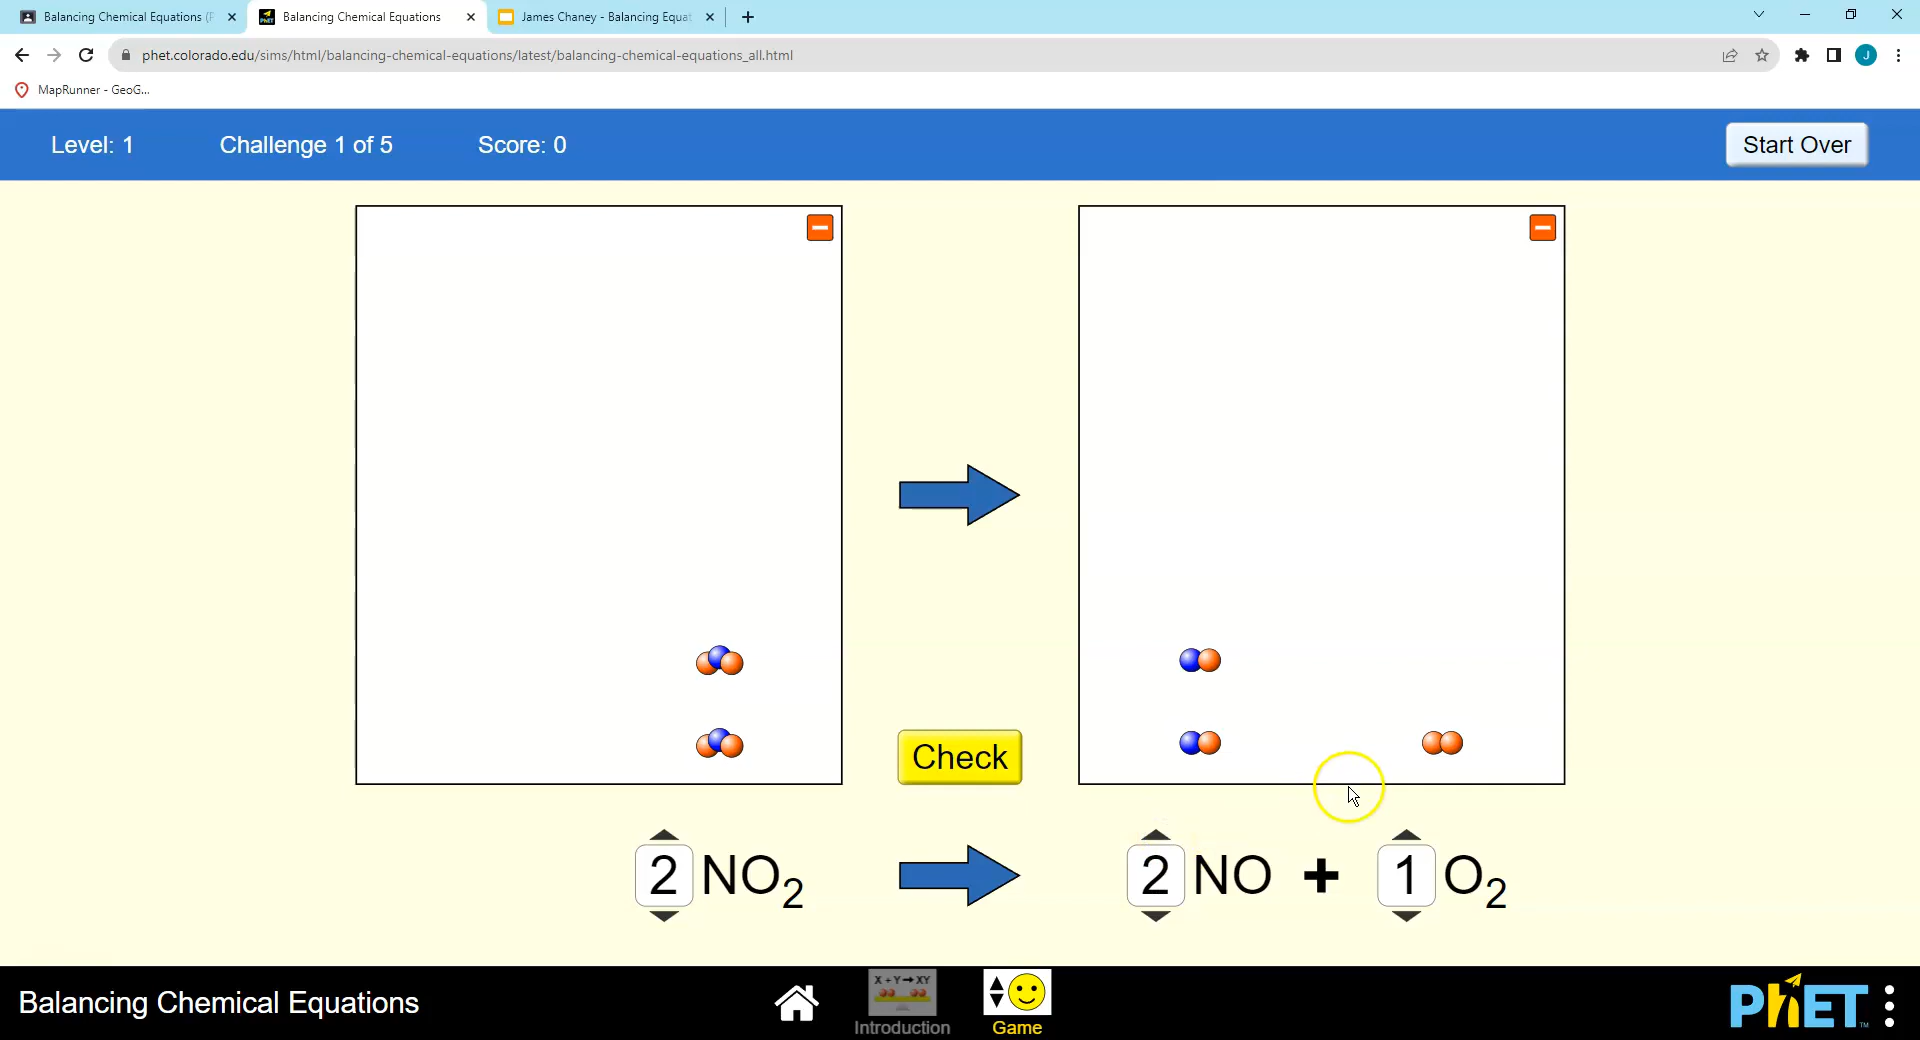 Balancing Chemical Equations (P
Balancing Chemical Equations
James Chaney - Balancing Equat
phet.colorado.edu/sims/html/balancing-chemical-equations/latest/balancing-chemical-equations_all.html
J
MapRunner - GeoG...
Level: 1 Challenge 1 of 5 Score: 0 Start Over
Check
2 NO2 2 NO + 1 O2
X + Y → XY
Balancing Chemical Equations
Introduction
Game
PhET™